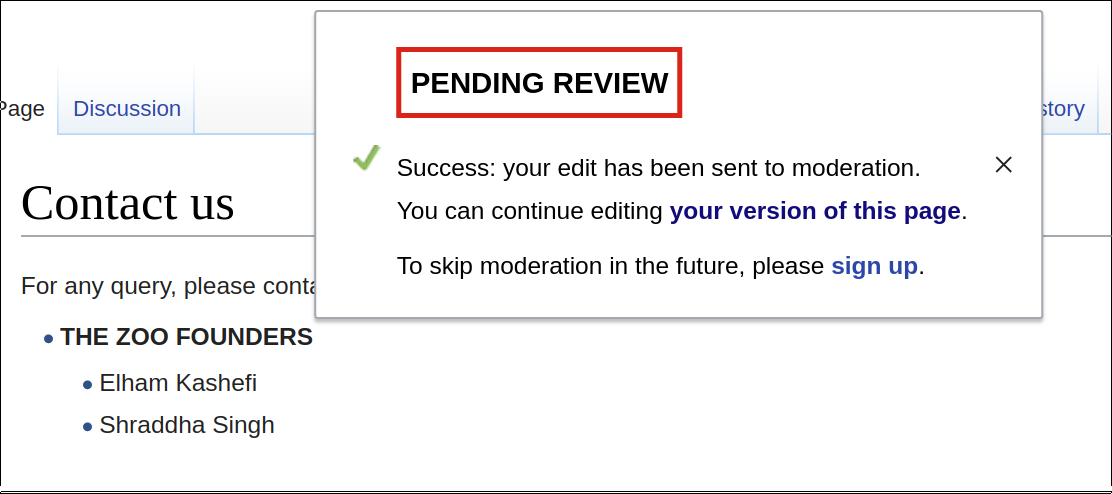 PENDING REVIEW
Page Discussion
Success: your edit has been sent to moderation.
You can continue editing your version of this page.
To skip moderation in the future, please sign up.
Contact us
For any query, please
THE ZOO FOUNDERS
Elham Kashefi
Shraddha Singh